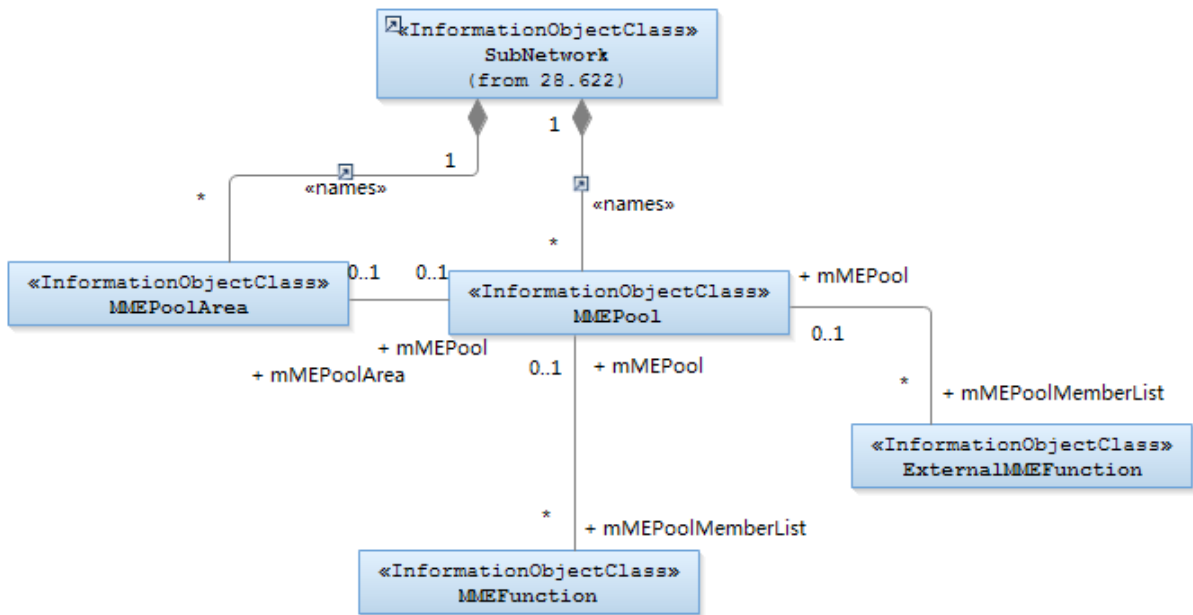 «InformationObjectClass»
SubNetwork
(from 28.622)
1
1
«names»
*
«names»
*
«InformationObjectClass»
MMEPoolArea
0..1
0..1
«InformationObjectClass»
MMEPool
+ mMEPool
0..1
+ mMEPool
+ mMEPoolArea
0..1
+ mMEPool
*
+ mMEPoolMemberList
«InformationObjectClass»
ExternalMMEFunction
*
+ mMEPoolMemberList
«InformationObjectClass»
MMEFunction